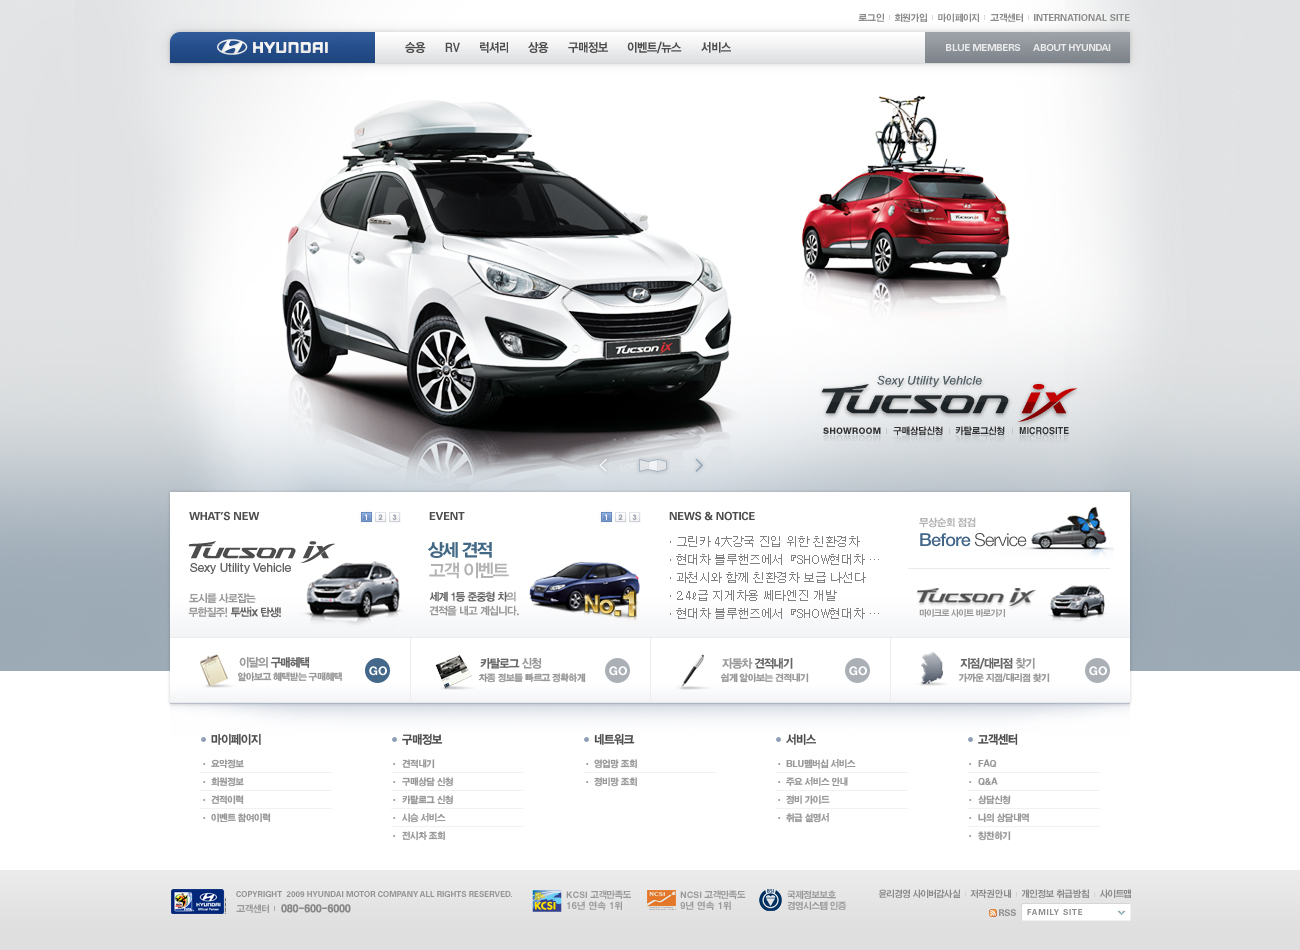 로그인 회원가입 마이페이지 고객센터 INTERNATIONAL SITE
HYUNDAI 승용 RV 럭셔리 상용 구매정보 이벤트/뉴스 서비스 BLUE MEMBERS ABOUT HYUNDAI
Tucson ix
Tucson ix
Sexy Utility Vehicle
Tucson ix
SHOWROOM 구매상담신청 카탈로그신청 MICROSITE
WHAT'S NEW 1 2 3
Tucson ix
Sexy Utility Vehicle
도시를 사로잡는
무한질주! 투싼ix 탄생!
EVENT 1 2 3
상세 견적
고객 이벤트
세계 1등 준중형 차의
견적을 내고 계십니다.
No.1
NEWS & NOTICE
· 그린카 4大강국 진입 위한 친환경차
· 현대차 블루핸즈에서 『SHOW현대차 ···
· 과천시와 함께 친환경차 보급 나선다
· 2.4ℓ급 지게차용 쎄타엔진 개발
· 현대차 블루핸즈에서 『SHOW현대차 ···
무상순회 점검
Before Service
Tucson ix
마이크로 사이트 바로가기
이달의 구매혜택
알아보고 혜택받는 구매혜택
GO
카탈로그 신청
차종 정보를 빠르고 정확하게
GO
자동차 견적내기
쉽게 알아보는 견적내기
GO
지점/대리점 찾기
가까운 지점/대리점 찾기
GO
마이페이지
요약정보
회원정보
견적이력
이벤트 참여이력
구매정보
견적내기
구매상담 신청
카탈로그 신청
시승 서비스
전시차 조회
네트워크
영업망 조회
정비망 조회
서비스
BLU멤버십 서비스
주요 서비스 안내
정비 가이드
취급 설명서
고객센터
FAQ
Q&A
상담신청
나의 상담내역
칭찬하기
HYUNDAI
COPYRIGHT 2009 HYUNDAI MOTOR COMPANY ALL RIGHTS RESERVED.
고객센터 080-600-6000
KCSI
KCSI 고객만족도
16년 연속 1위
NCSI
NCSI 고객만족도
9년 연속 1위
국제정보보호
경영시스템 인증
윤리경영 사이버감사실 저작권안내 개인정보 취급방침 사이트맵
RSS FAMILY SITE